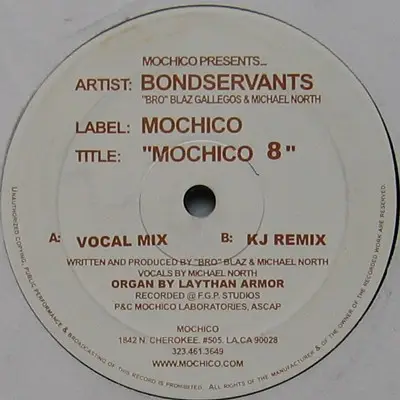 MOCHICO PRESENTS...
ARTIST: BONDSERVANTS
"BRO" BLAZ GALLEGOS & MICHAEL NORTH
LABEL: MOCHICO
TITLE: "MOCHICO 8"
A: VOCAL MIX B: KJ REMIX
WRITTEN AND PRODUCED BY "BRO" BLAZ & MICHAEL NORTH
VOCALS BY MICHAEL NORTH
ORGAN BY LAYTHAN ARMOR
RECORDED @ F.G.P. STUDIOS
P&C MOCHICO LABORATORIES, ASCAP
MOCHICO
1842 N. CHEROKEE, #505, LA,CA 90028
323.461.3649
WWW.MOCHICO.COM
UNAUTHORIZED COPYING, PUBLIC PERFORMANCE & BROADCASTING OF THIS RECORD IS PROHIBITED. ALL RIGHTS OF THE MANUFACTURER & OF THE OWNER OF THE RECORDED WORK ARE RESERVED.